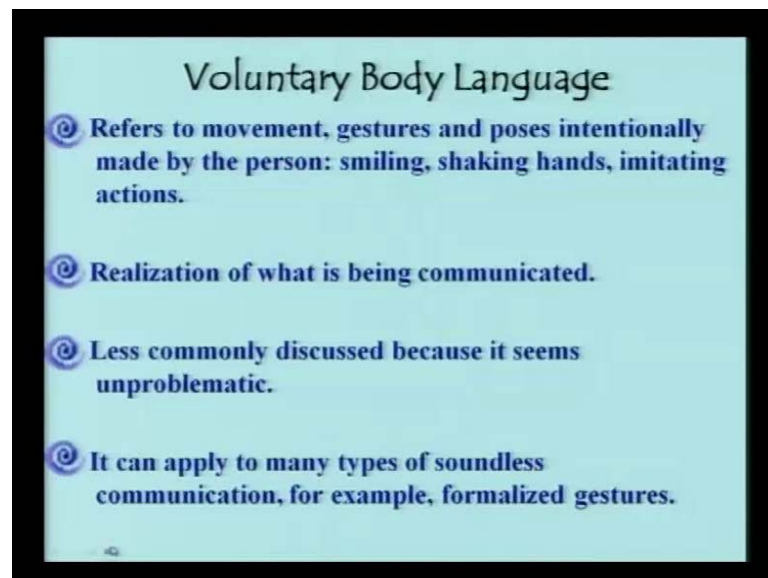 Voluntary Body Language
Refers to movement, gestures and poses intentionally
made by the person: smiling, shaking hands, imitating
actions.
Realization of what is being communicated.
Less commonly discussed because it seems
unproblematic.
It can apply to many types of soundless
communication, for example, formalized gestures.